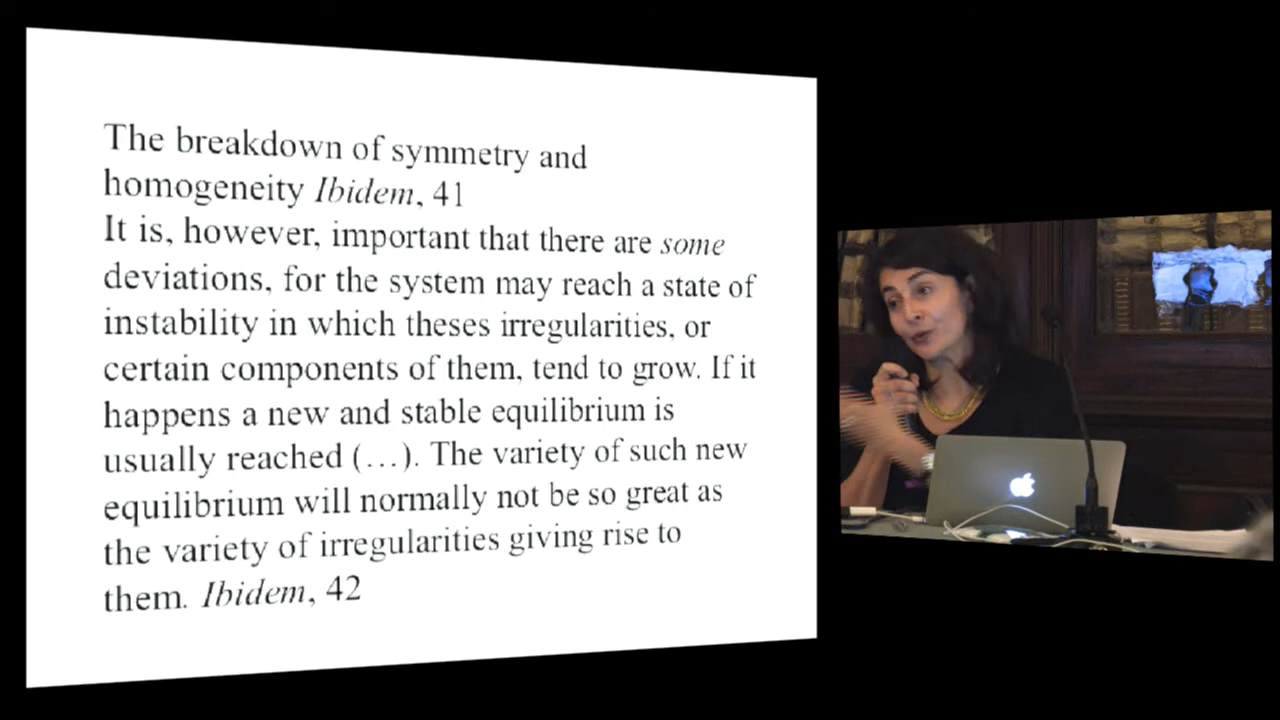 The breakdown of symmetry and
homogeneity Ibidem, 41
It is, however, important that there are some
deviations, for the system may reach a state of
instability in which theses irregularities, or
certain components of them, tend to grow. If it
happens a new and stable equilibrium is
usually reached (…). The variety of such new
equilibrium will normally not be so great as
the variety of irregularities giving rise to
them. Ibidem, 42